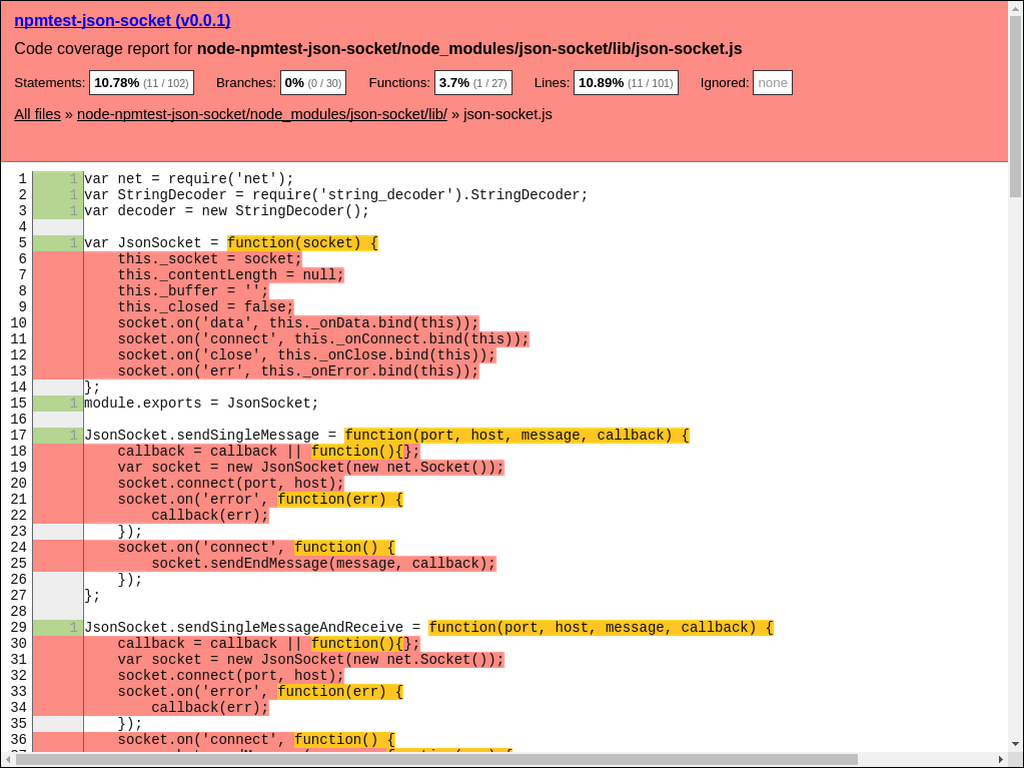 npmtest-json-socket (v0.0.1)
Code coverage report for node-npmtest-json-socket/node_modules/json-socket/lib/json-socket.js
Statements: 10.78% (11 / 102) Branches: 0% (0 / 30) Functions: 3.7% (1 / 27) Lines: 10.89% (11 / 101) Ignored: none
All files » node-npmtest-json-socket/node_modules/json-socket/lib/ » json-socket.js
1 1 var net = require('net');
2 1 var StringDecoder = require('string_decoder').StringDecoder;
3 1 var decoder = new StringDecoder();
4
5 1 var JsonSocket = function(socket) {
6 this._socket = socket;
7 this._contentLength = null;
8 this._buffer = '';
9 this._closed = false;
10 socket.on('data', this._onData.bind(this));
11 socket.on('connect', this._onConnect.bind(this));
12 socket.on('close', this._onClose.bind(this));
13 socket.on('err', this._onError.bind(this));
14 };
15 1 module.exports = JsonSocket;
16
17 1 JsonSocket.sendSingleMessage = function(port, host, message, callback) {
18 callback = callback || function(){};
19 var socket = new JsonSocket(new net.Socket());
20 socket.connect(port, host);
21 socket.on('error', function(err) {
22 callback(err);
23 });
24 socket.on('connect', function() {
25 socket.sendEndMessage(message, callback);
26 });
27 };
28
29 1 JsonSocket.sendSingleMessageAndReceive = function(port, host, message, callback) {
30 callback = callback || function(){};
31 var socket = new JsonSocket(new net.Socket());
32 socket.connect(port, host);
33 socket.on('error', function(err) {
34 callback(err);
35 });
36 socket.on('connect', function() {